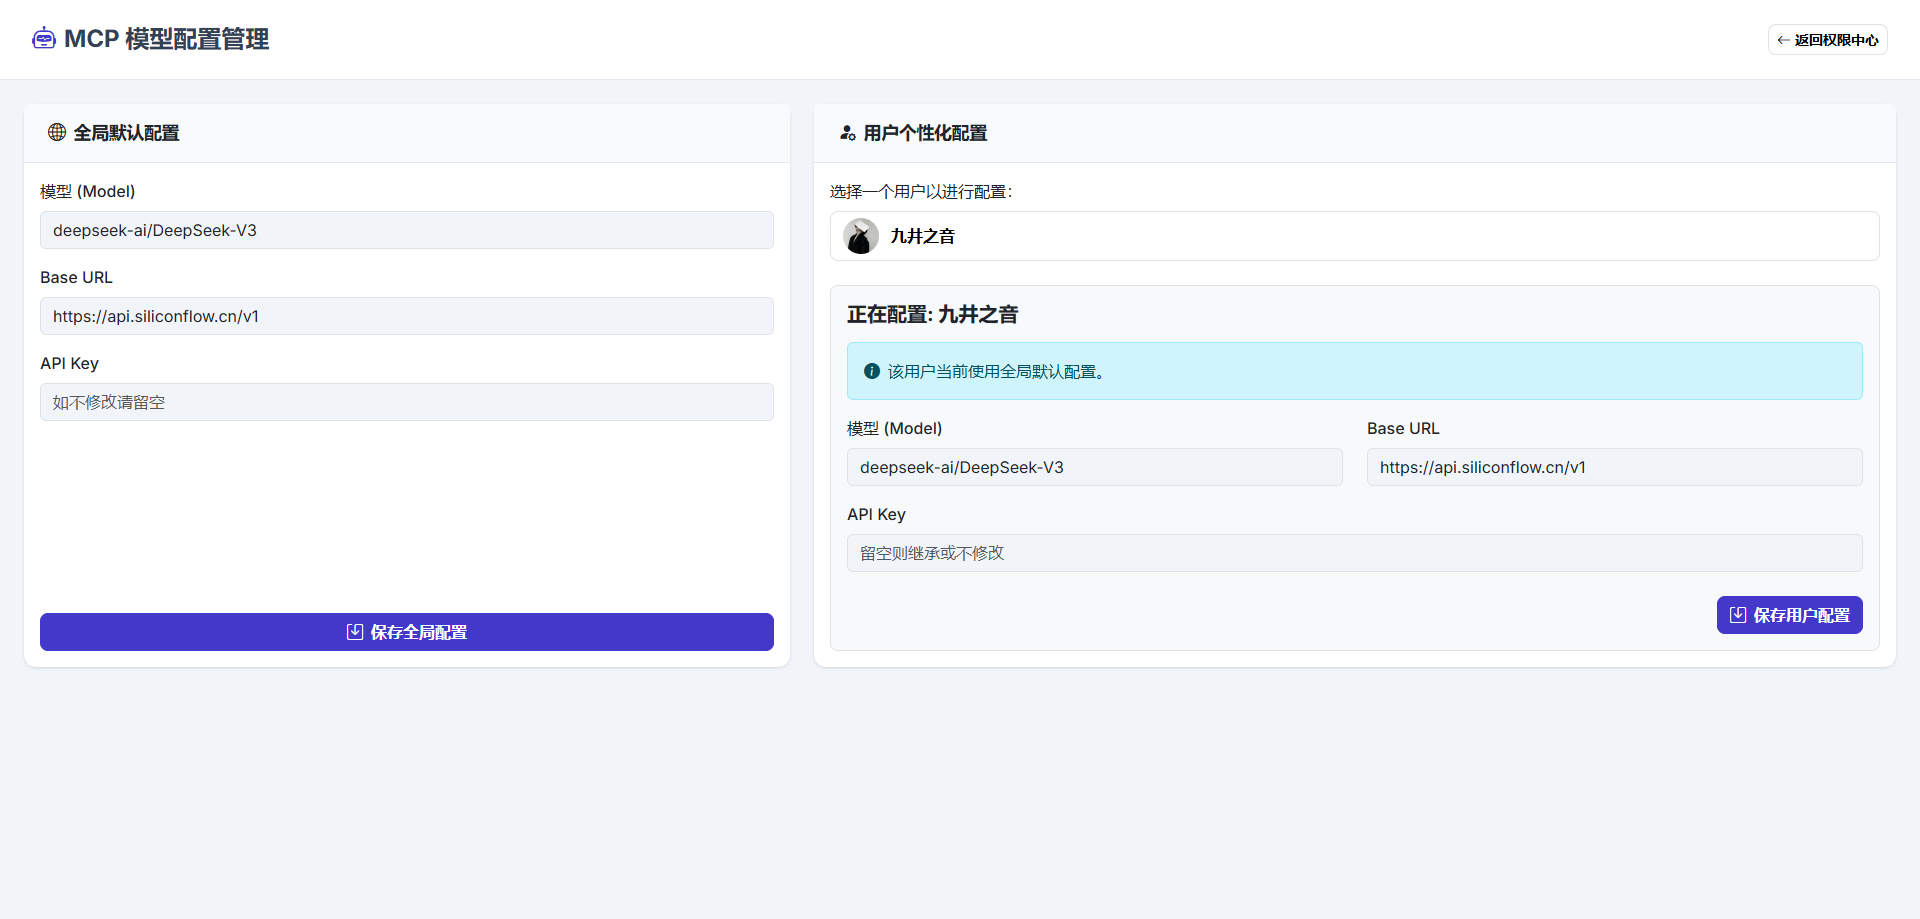 MCP 模型配置管理
返回权限中心
全局默认配置
模型 (Model)
deepseek-ai/DeepSeek-V3
Base URL
https://api.siliconflow.cn/v1
API Key
如不修改请留空
保存全局配置
用户个性化配置
选择一个用户以进行配置：
九井之音
正在配置: 九井之音
该用户当前使用全局默认配置。
模型 (Model)
Base URL
deepseek-ai/DeepSeek-V3
https://api.siliconflow.cn/v1
API Key
留空则继承或不修改
保存用户配置